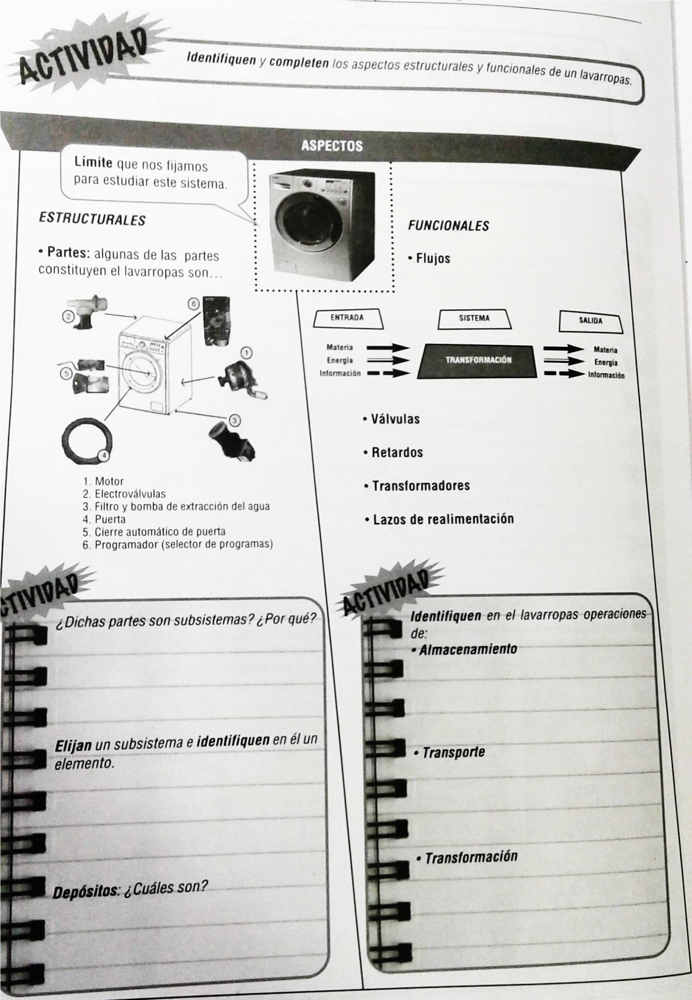 ACTIVIDAD
Identifiquen y completen los aspectos estructurales y funcionales de un lavarropas.
ASPECTOS
Límite que nos fijamos
para estudiar este sistema.
ESTRUCTURALES
• Partes: algunas de las partes
constituyen el lavarropas son...
2
6
1
5
3
4
1. Motor
2. Electroválvulas
3. Filtro y bomba de extracción del agua
4. Puerta
5. Cierre automático de puerta
6. Programador (selector de programas)
FUNCIONALES
• Flujos
ENTRADA
SISTEMA
SALIDA
Materia
Energía
Información
TRANSFORMACIÓN
Materia
Energía
Información
• Válvulas
• Retardos
• Transformadores
• Lazos de realimentación
CTIVIDAD
¿Dichas partes son subsistemas? ¿Por qué?
Elijan un subsistema e identifiquen en él un
elemento.
Depósitos: ¿Cuáles son?
ACTIVIDAD
Identifiquen en el lavarropas operaciones
de:
• Almacenamiento
• Transporte
• Transformación